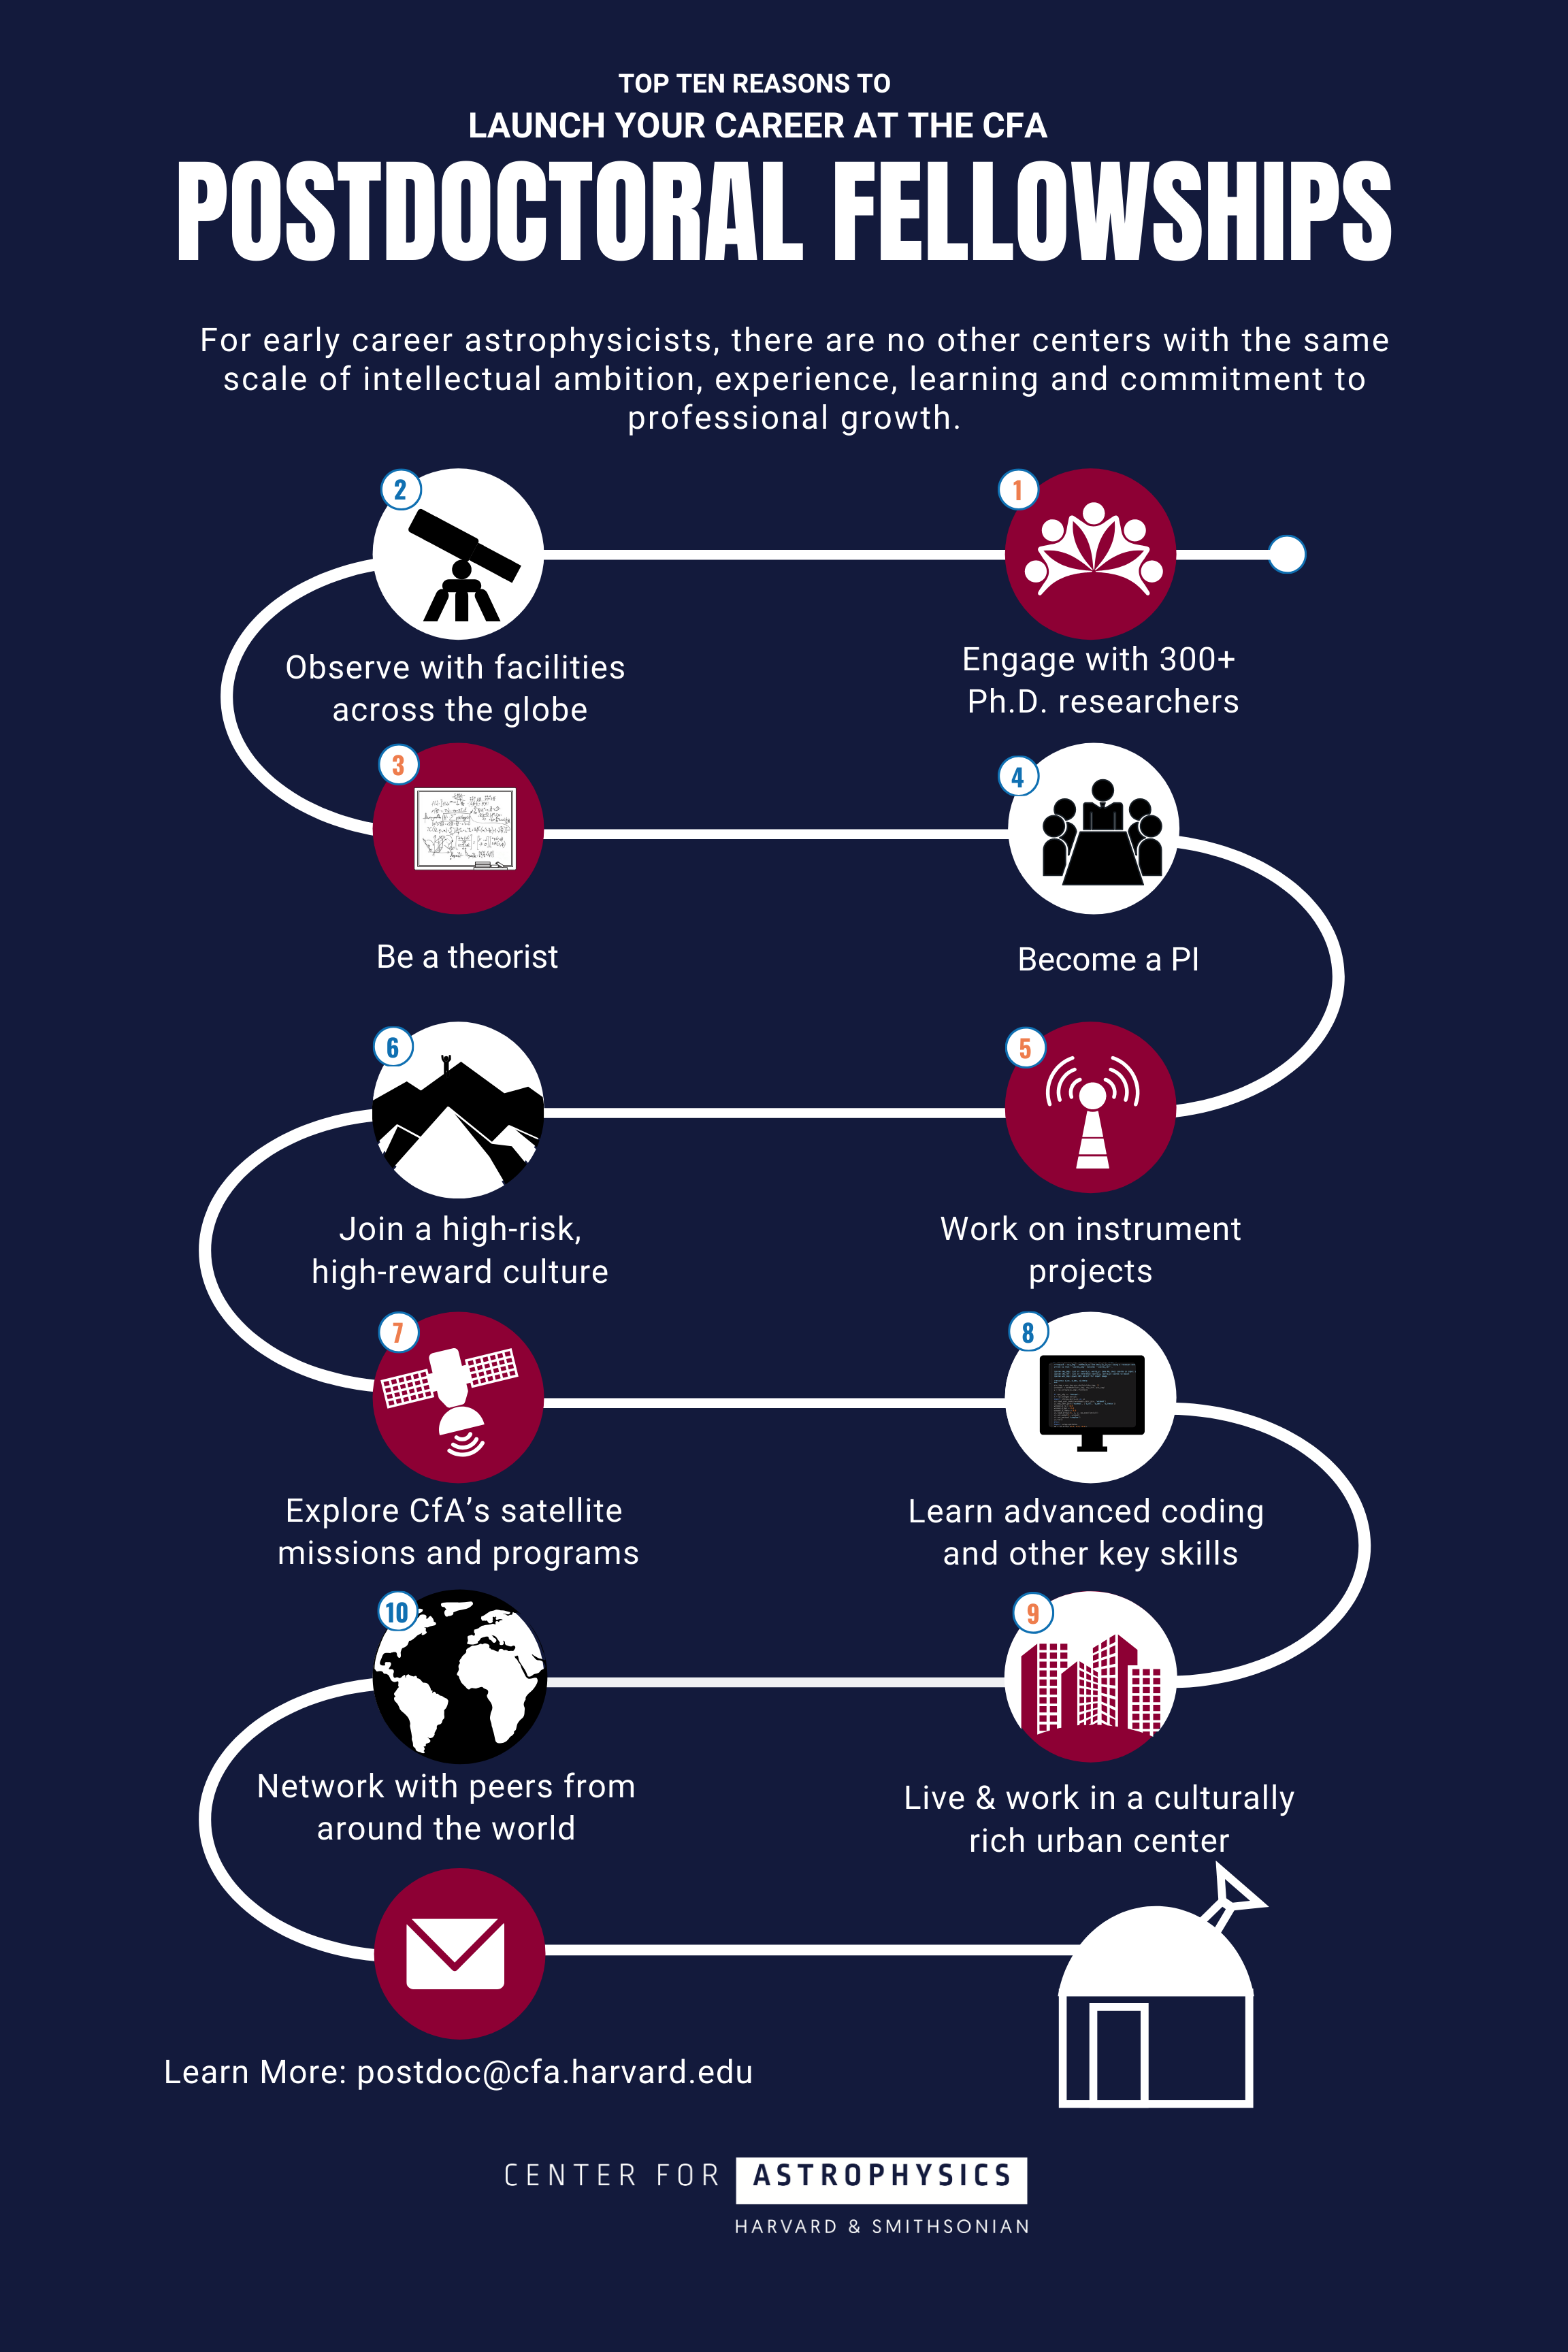 TOP TEN REASONS TO
LAUNCH YOUR CAREER AT THE CFA
POSTDOCTORAL FELLOWSHIPS
For early career astrophysicists, there are no other centers with the same
scale of intellectual ambition, experience, learning and commitment to
professional growth.
1
Engage with 300+
Ph.D. researchers
2
Observe with facilities
across the globe
3
Be a theorist
4
Become a PI
5
Work on instrument
projects
6
Join a high-risk,
high-reward culture
7
Explore CfA’s satellite
missions and programs
8
Learn advanced coding
and other key skills
9
Live & work in a culturally
rich urban center
10
Network with peers from
around the world
Learn More: postdoc@cfa.harvard.edu
CENTER FOR ASTROPHYSICS
HARVARD & SMITHSONIAN